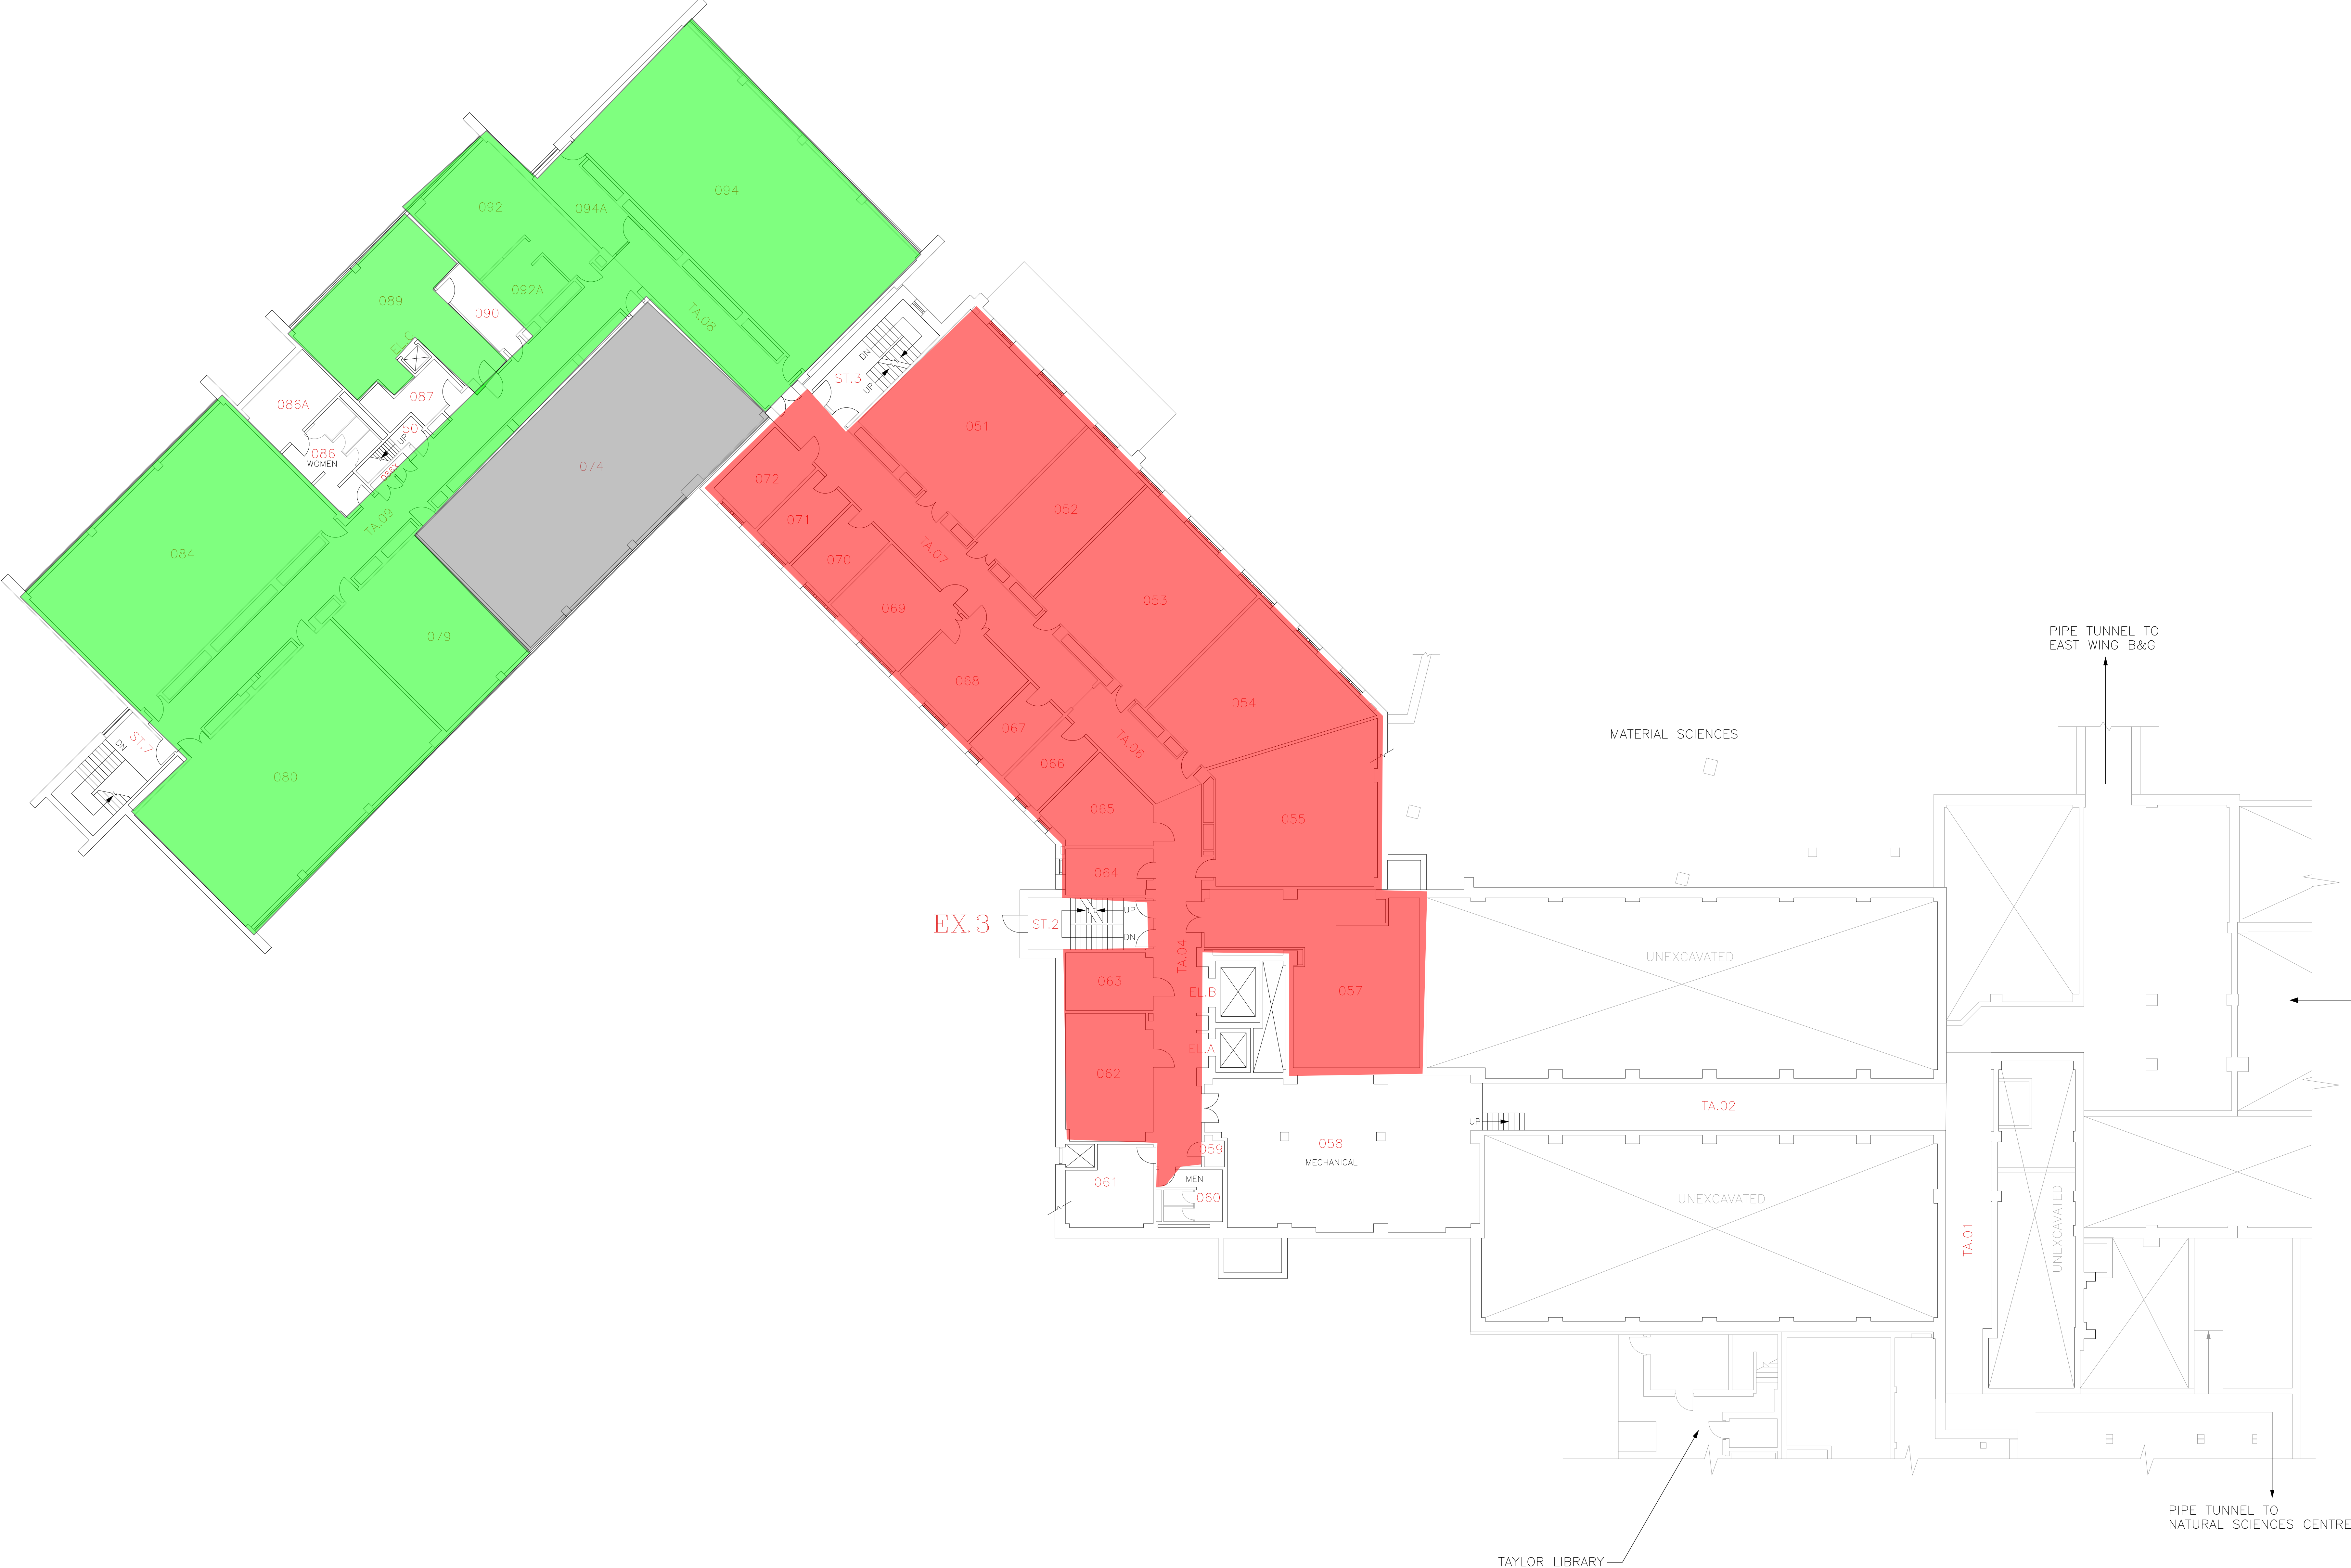 094
092
094A
092A
089
090
TA.08
EL.C
DN
UP
ST.3
086A
087
50
UP
086
WOMEN
086X
074
TA.09
084
079
ST.7
DN
080
051
072
052
071
TA.07
070
053
069
068
054
067
TA.06
066
065
055
064
EX.3
ST.2
UP
DN
TA.04
063
EL.B
057
EL.A
062
059
058
MECHANICAL
061
MEN
060
MATERIAL SCIENCES
PIPE TUNNEL TO
EAST WING B&G
UNEXCAVATED
TA.02
UP
UNEXCAVATED
TA.01
UNEXCAVATED
PIPE TUNNEL TO
NATURAL SCIENCES CENTRE
TAYLOR LIBRARY